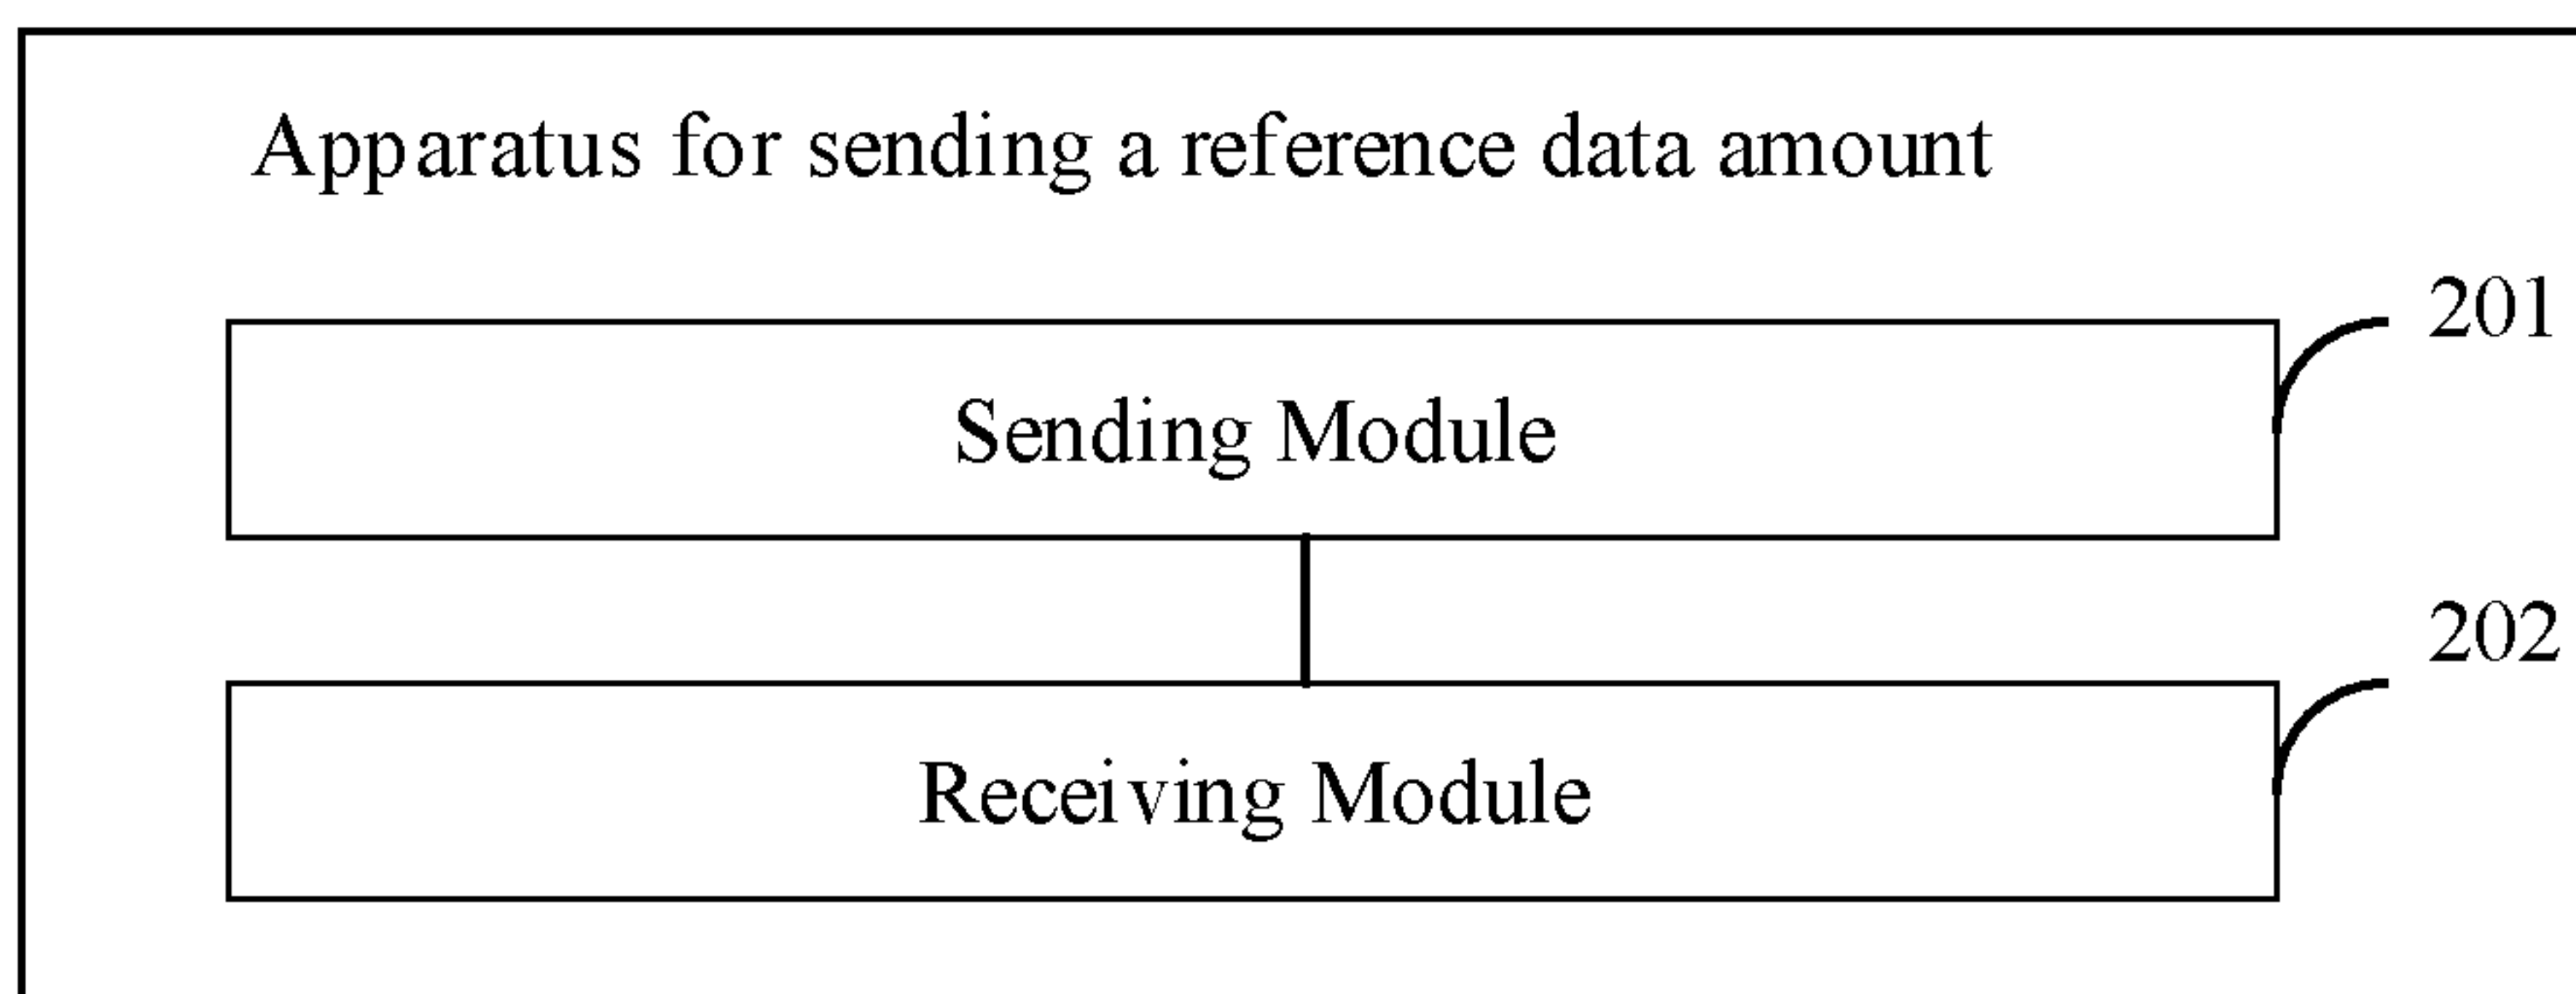 Apparatus for sending a reference data amount
201
Sending Module
202
Receiving Module